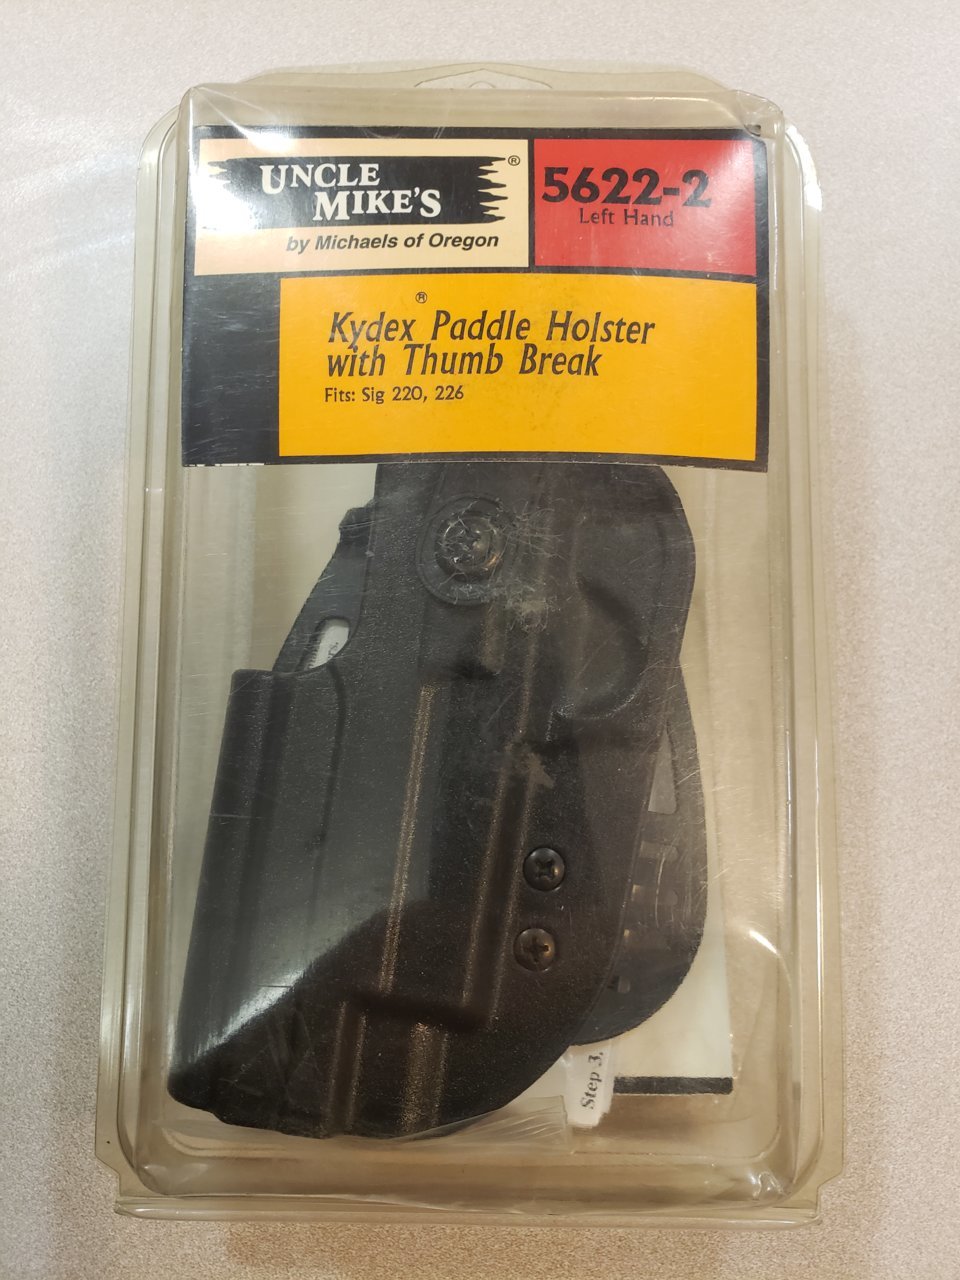 UNCLE
MIKE'S®
by Michaels of Oregon
5622-2
Left Hand
Kydex® Paddle Holster
with Thumb Break
Fits: Sig 220, 226
Step 3.